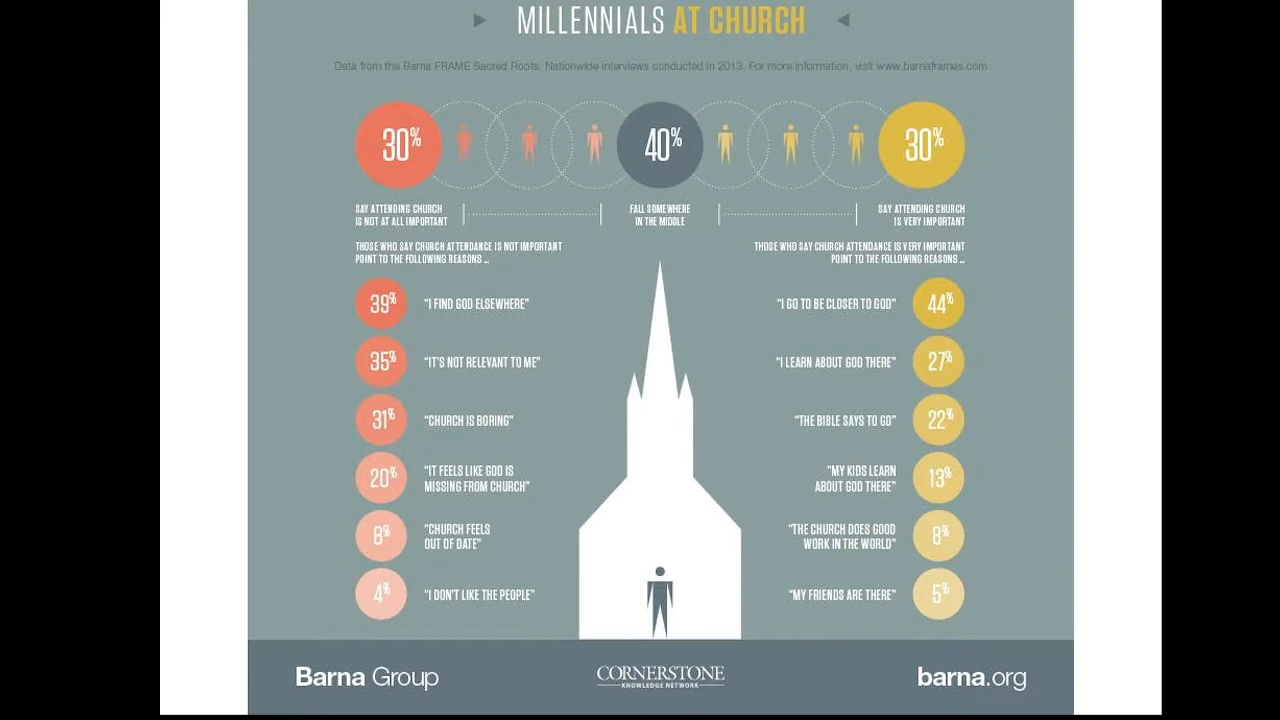 MILLENNIALS AT CHURCH
Data from the Barna FRAME Sacred Roots. Nationwide interviews conducted in 2013. For more information, visit www.barnaframes.com
30%
40%
30%
SAY ATTENDING CHURCH
IS NOT AT ALL IMPORTANT
FALL SOMEWHERE
IN THE MIDDLE
SAY ATTENDING CHURCH
IS VERY IMPORTANT
THOSE WHO SAY CHURCH ATTENDANCE IS NOT IMPORTANT
POINT TO THE FOLLOWING REASONS ...
39% "I FIND GOD ELSEWHERE"
35% "IT'S NOT RELEVANT TO ME"
31% "CHURCH IS BORING"
20% "IT FEELS LIKE GOD IS
MISSING FROM CHURCH"
8% "CHURCH FEELS
OUT OF DATE"
4% "I DON'T LIKE THE PEOPLE"
THOSE WHO SAY CHURCH ATTENDANCE IS VERY IMPORTANT
POINT TO THE FOLLOWING REASONS ...
"I GO TO BE CLOSER TO GOD" 44%
"I LEARN ABOUT GOD THERE" 27%
"THE BIBLE SAYS TO GO" 22%
"MY KIDS LEARN
ABOUT GOD THERE" 13%
"THE CHURCH DOES GOOD
WORK IN THE WORLD" 8%
"MY FRIENDS ARE THERE" 5%
Barna Group
CORNERSTONE
KNOWLEDGE NETWORK
barna.org